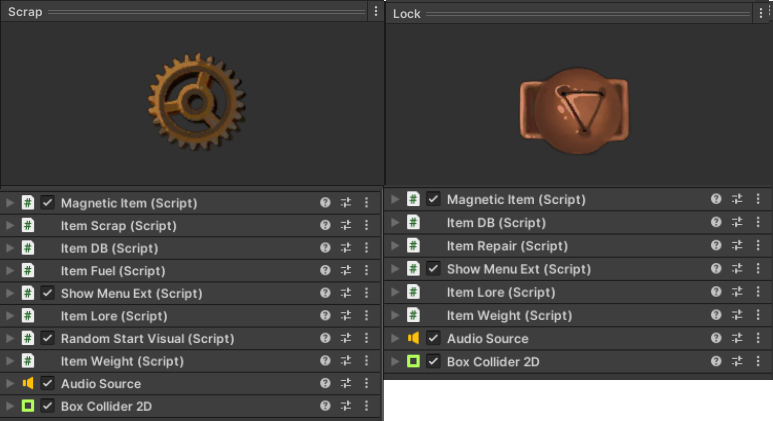 Scrap
Magnetic Item (Script)
Item Scrap (Script)
Item DB (Script)
Item Fuel (Script)
Show Menu Ext (Script)
Item Lore (Script)
Random Start Visual (Script)
Item Weight (Script)
Audio Source
Box Collider 2D
Lock
Magnetic Item (Script)
Item DB (Script)
Item Repair (Script)
Show Menu Ext (Script)
Item Lore (Script)
Item Weight (Script)
Audio Source
Box Collider 2D